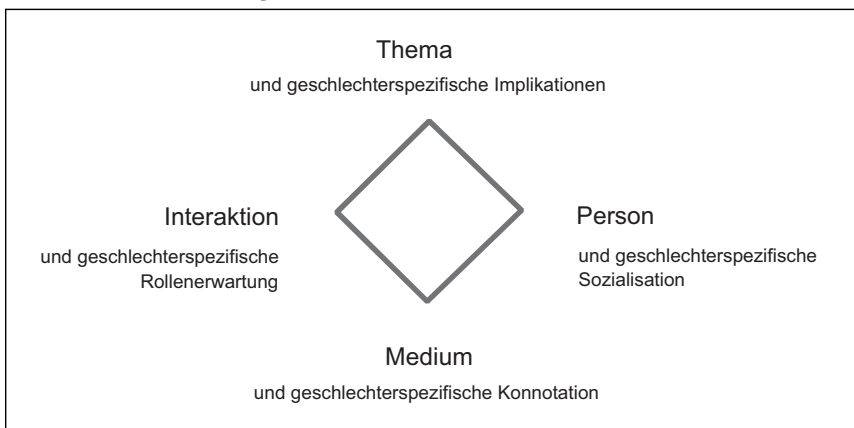 Thema
und geschlechterspezifische Implikationen
Interaktion
und geschlechterspezifische
Rollenerwartung
Person
und geschlechterspezifische
Sozialisation
Medium
und geschlechterspezifische Konnotation